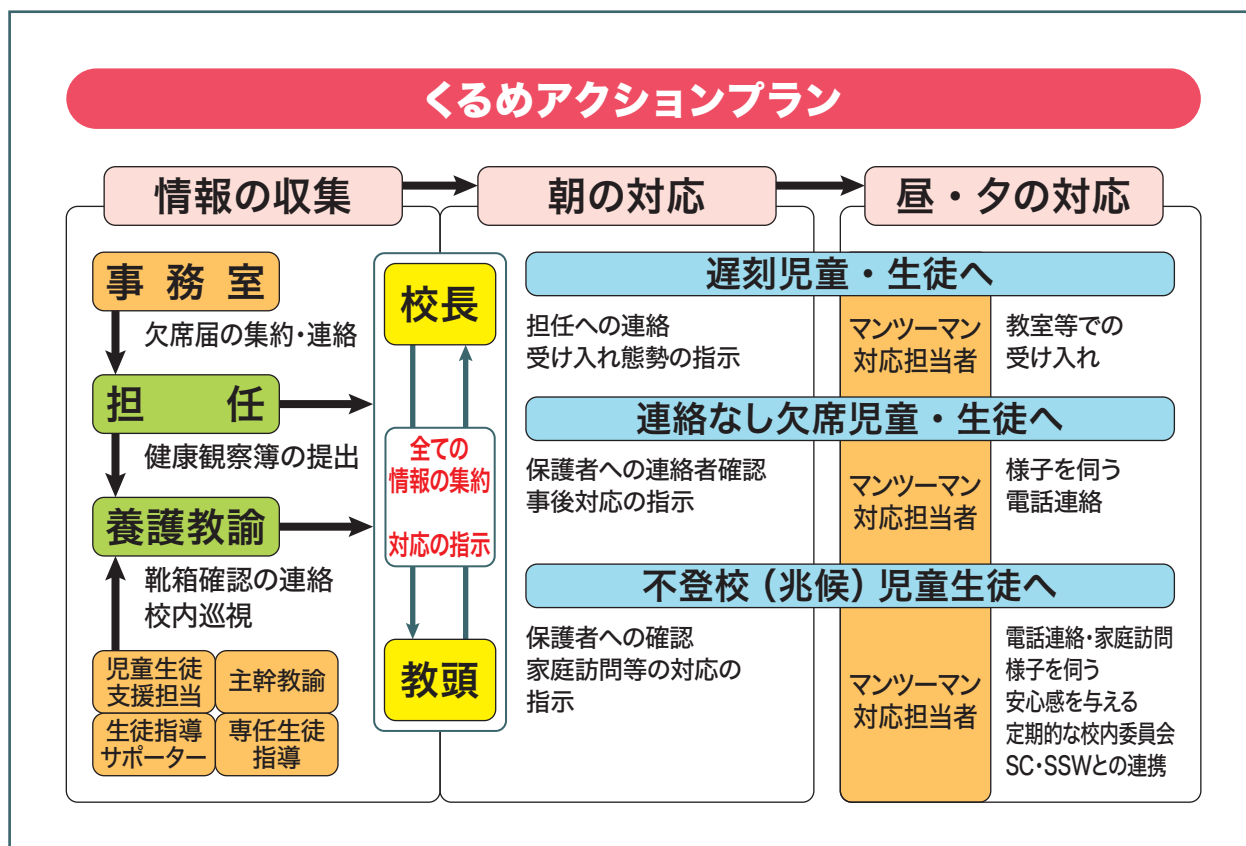 くるめアクションプラン
情報の収集
朝の対応
昼・夕の対応
事務室
欠席届の集約・連絡
担任
健康観察簿の提出
養護教諭
靴箱確認の連絡
校内巡視
児童生徒
支援担当
主幹教諭
生徒指導
サポーター
専任生徒
指導
校長
全ての
情報の集約
対応の指示
教頭
遅刻児童・生徒へ
担任への連絡
受け入れ態勢の指示
マンツーマン
対応担当者
教室等での
受け入れ
連絡なし欠席児童・生徒へ
保護者への連絡者確認
事後対応の指示
マンツーマン
対応担当者
様子を伺う
電話連絡
不登校（兆候）児童生徒へ
保護者への確認
家庭訪問等の対応の
指示
マンツーマン
対応担当者
電話連絡・家庭訪問
様子を伺う
安心感を与える
定期的な校内委員会
SC・SSWとの連携